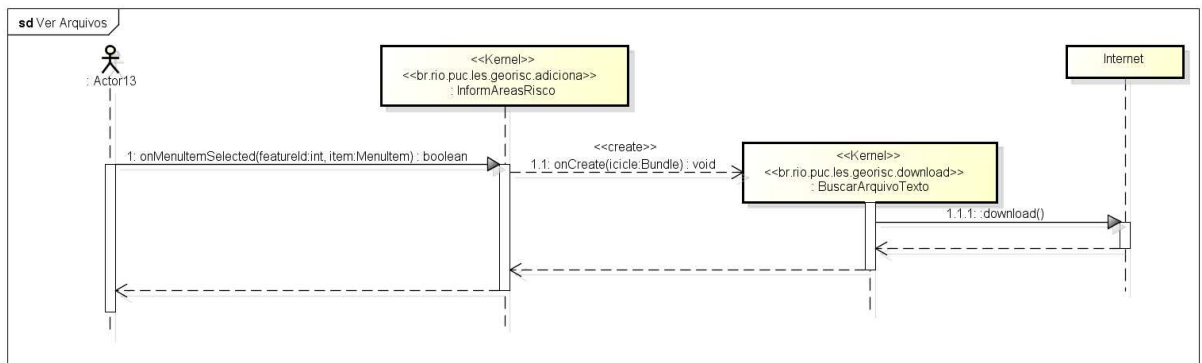 sd Ver Arquivos
: Actor13
<<Kernel>>
<<br.rio.puc.les.georisc.adiciona>>
: InformAreasRisco
Internet
1: onMenuItemSelected(featureId:int, item:MenuItem) : boolean
<<create>>
1.1: onCreate(icicle:Bundle) : void
<<Kernel>>
<<br.rio.puc.les.georisc.download>>
: BuscarArquivoTexto
1.1.1: :download()